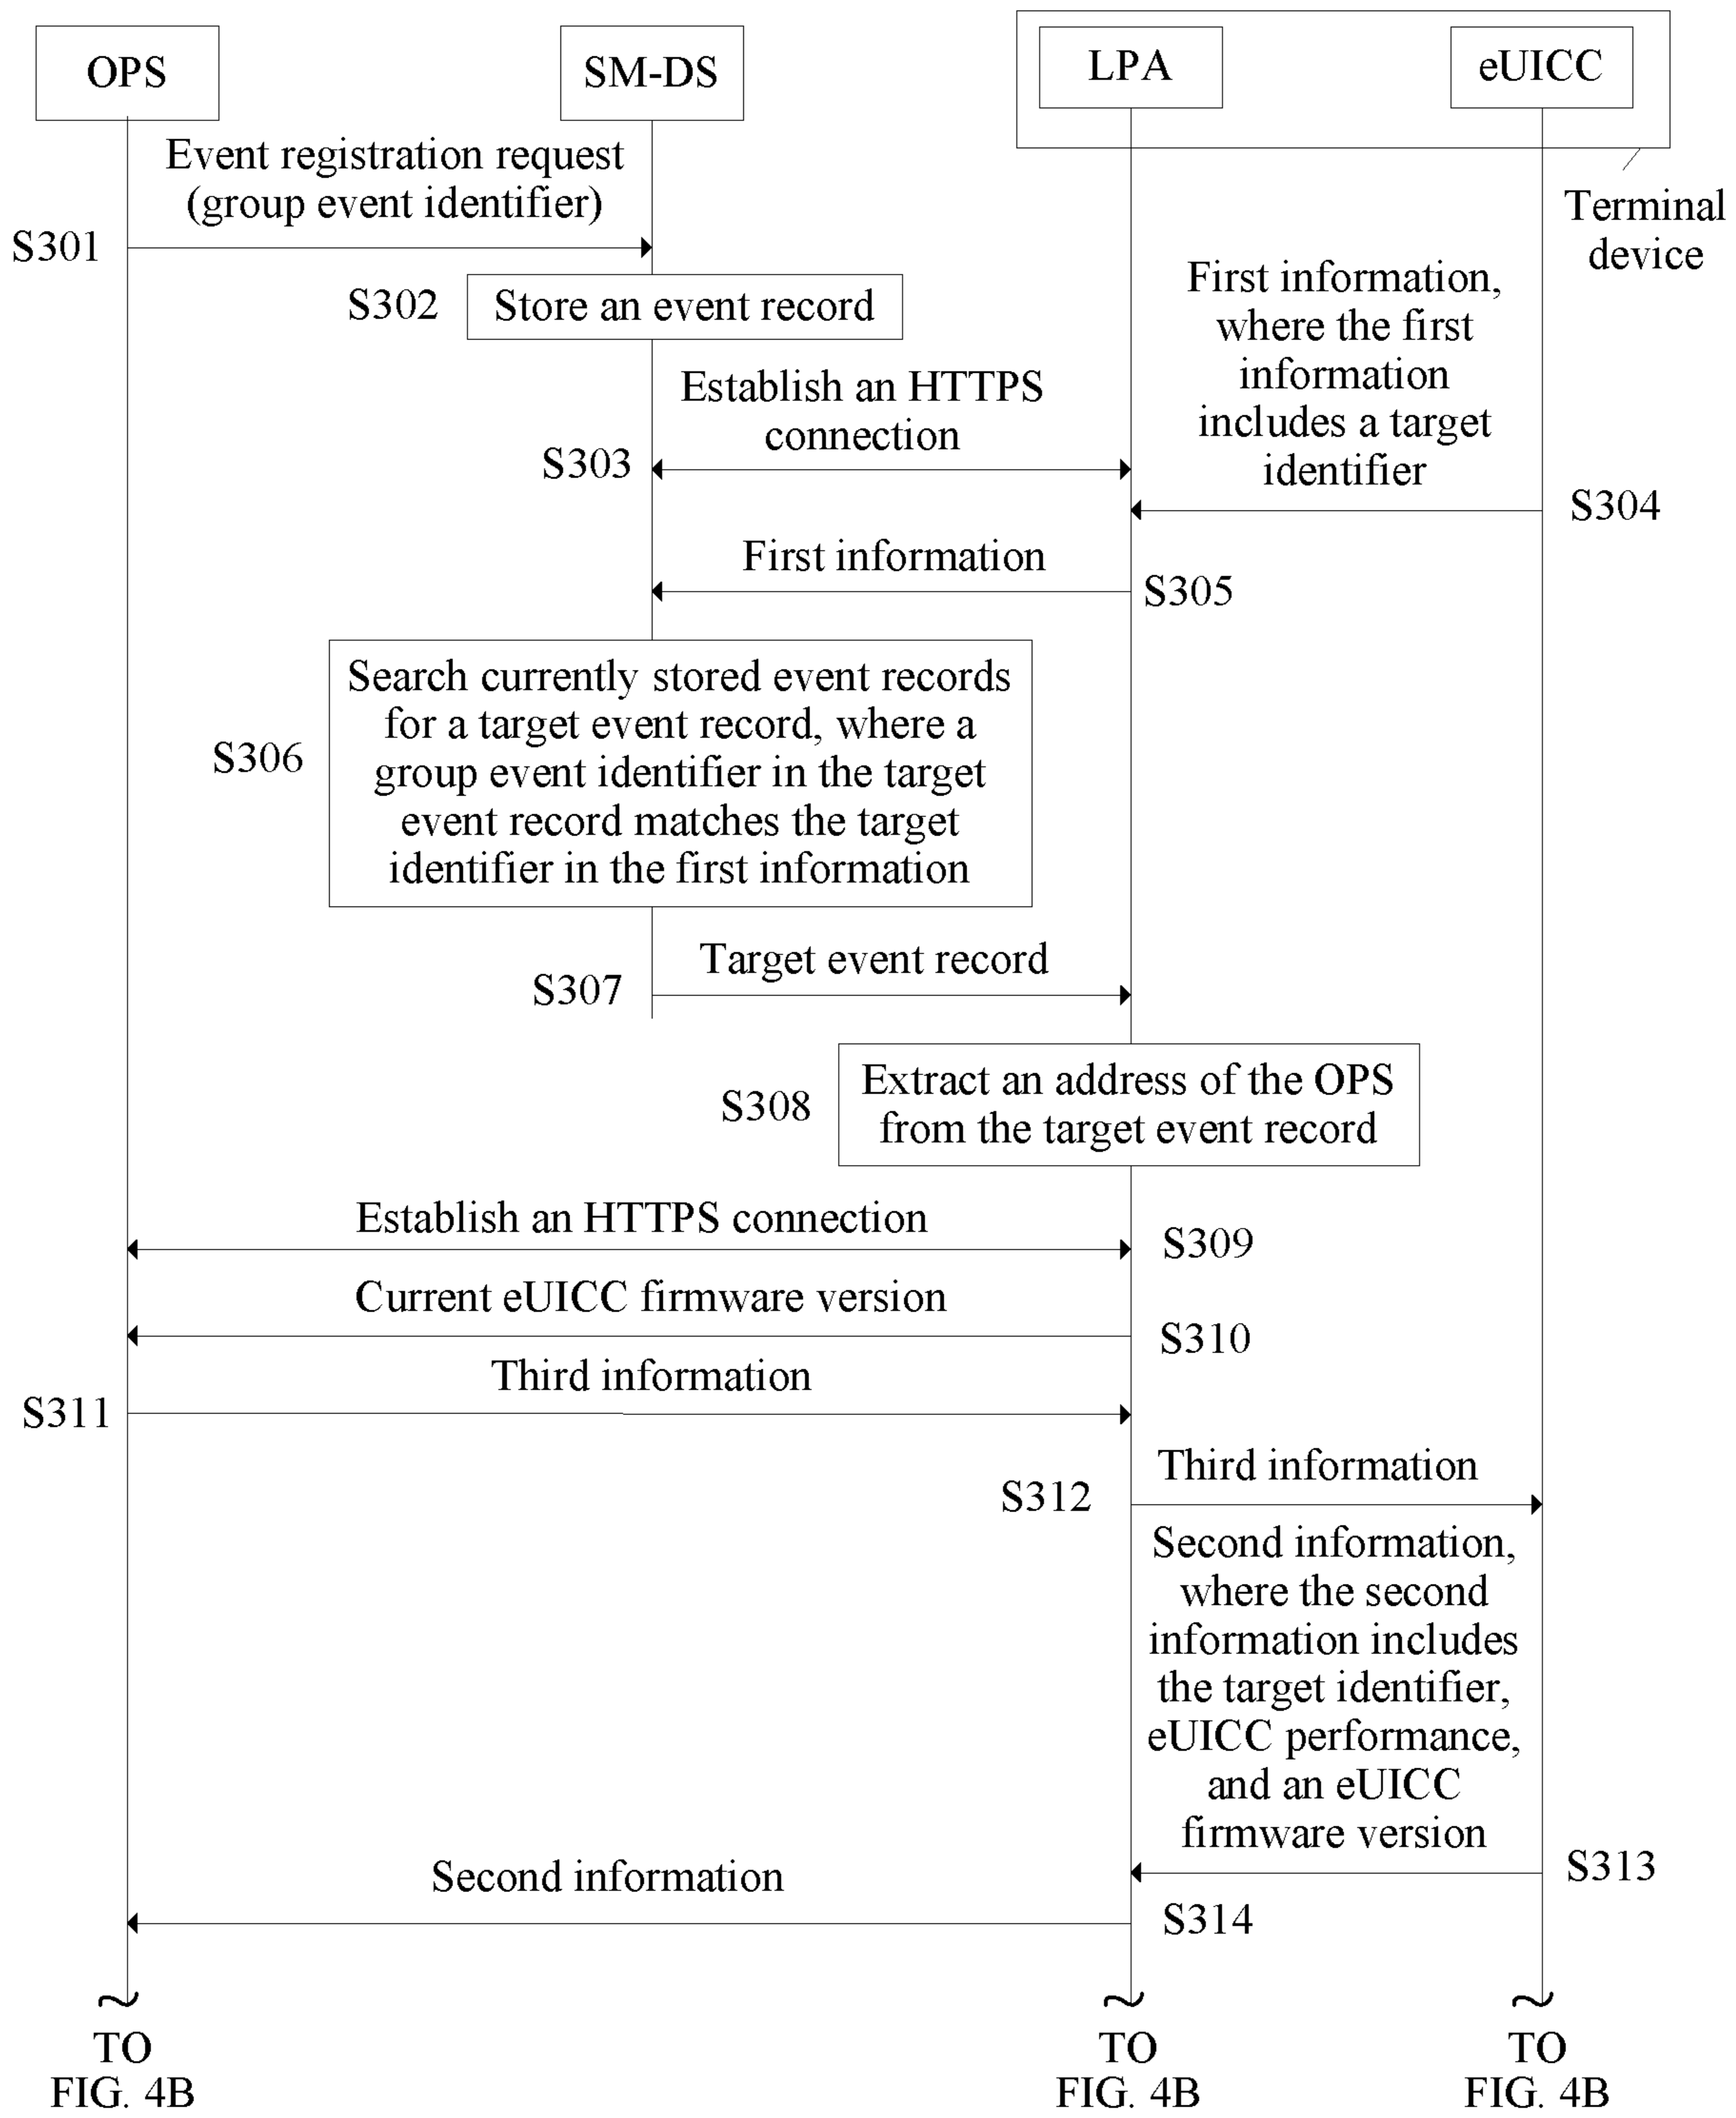 OPS
SM-DS
LPA
eUICC
Terminal
device
Event registration request
(group event identifier)
S301
S302
Store an event record
Establish an HTTPS
connection
S303
First information,
where the first
information
includes a target
identifier
S304
First information
S305
S306
Search currently stored event records
for a target event record, where a
group event identifier in the target
event record matches the target
identifier in the first information
Target event record
S307
S308
Extract an address of the OPS
from the target event record
Establish an HTTPS connection
S309
Current eUICC firmware version
S310
Third information
S311
Third information
S312
Second information,
where the second
information includes
the target identifier,
eUICC performance,
and an eUICC
firmware version
S313
Second information
S314
TO
FIG. 4B
TO
FIG. 4B
TO
FIG. 4B